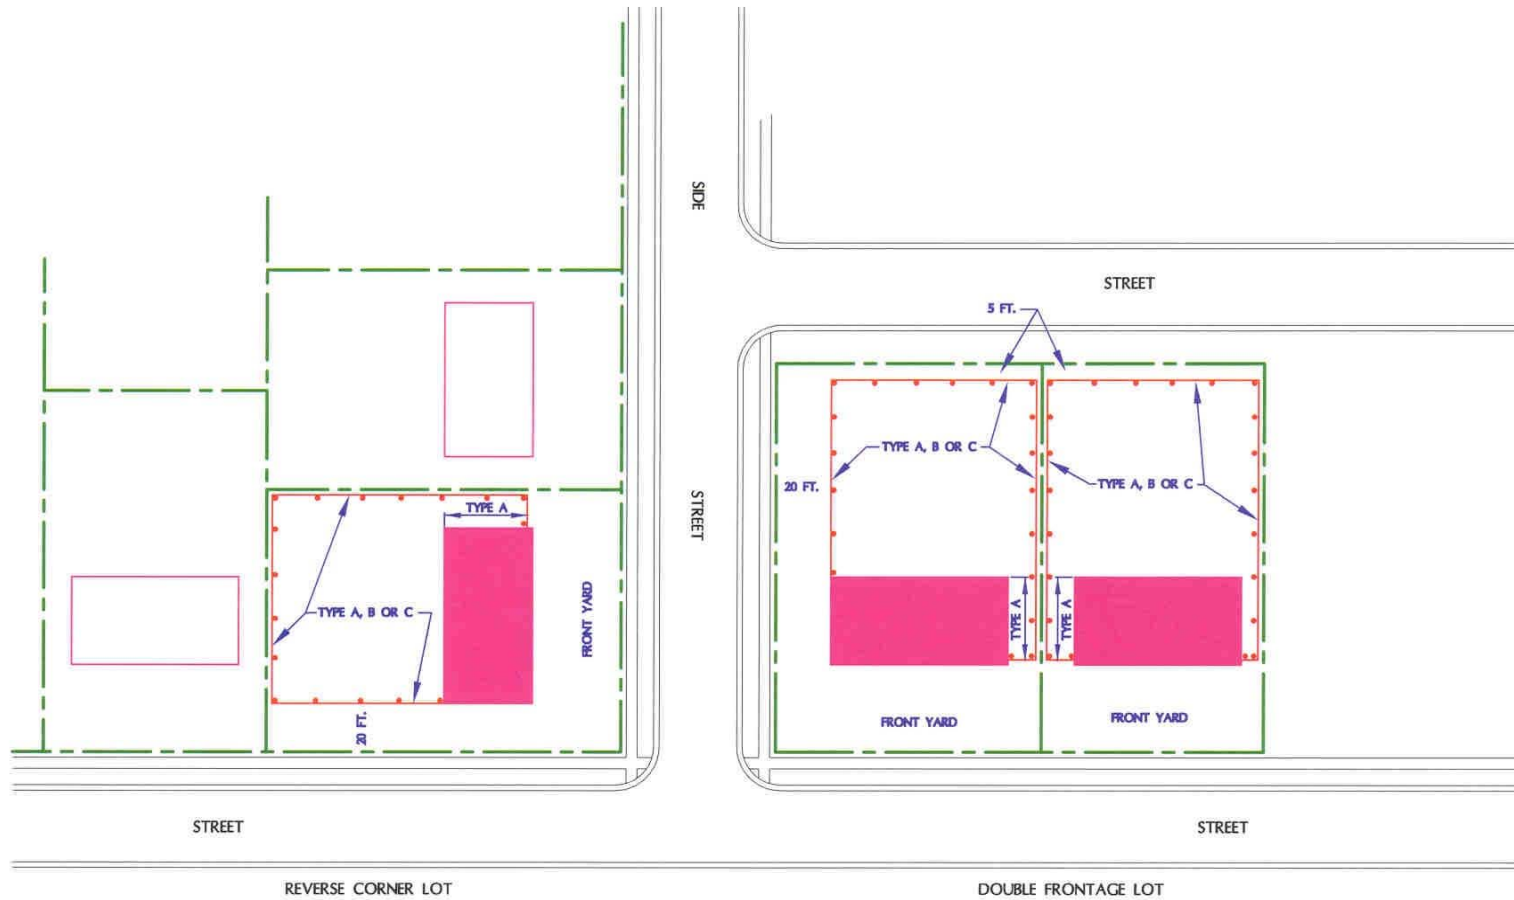 SIDE
STREET
STREET
5 FT.
TYPE A, B OR C
20 FT.
TYPE A, B OR C
TYPE A
TYPE A, B OR C
FRONT YARD
TYPE A
TYPE A
20 FT.
FRONT YARD
FRONT YARD
STREET
STREET
REVERSE CORNER LOT
DOUBLE FRONTAGE LOT